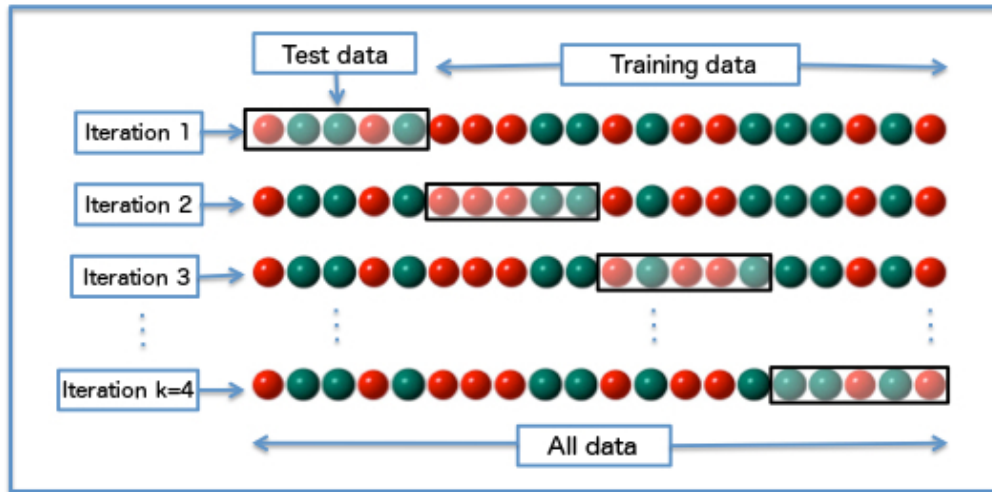 Test data
Training data
Iteration 1
Iteration 2
Iteration 3
Iteration k=4
All data